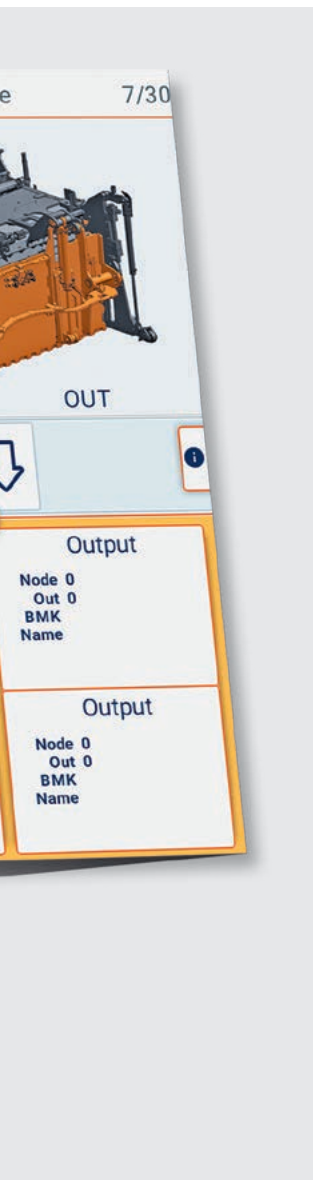 e 7/30
OUT
Output
Node 0
Out 0
BMK
Name
Output
Node 0
Out 0
BMK
Name